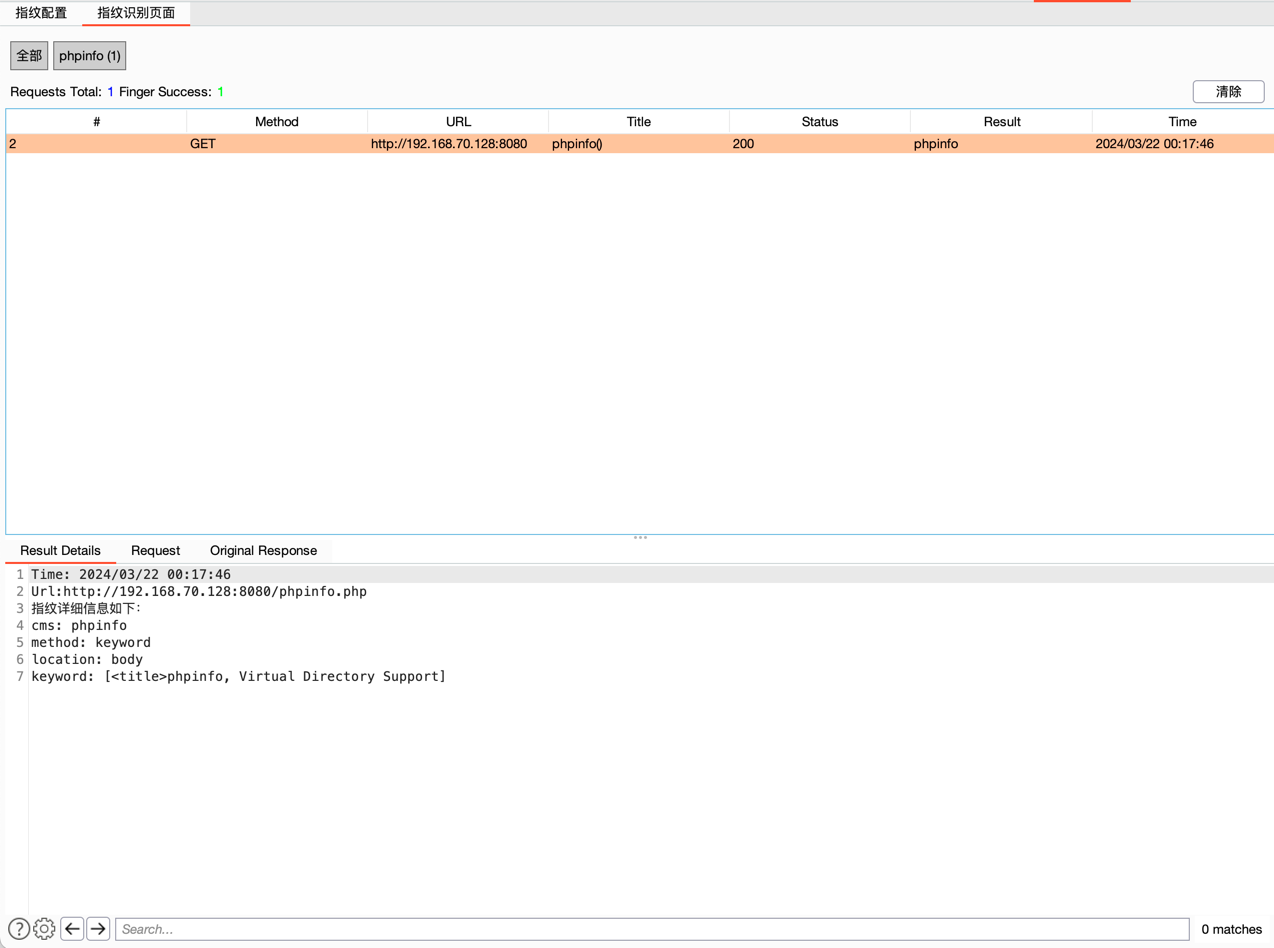 指纹配置 指纹识别页面
全部 phpinfo (1)
Requests Total: 1 Finger Success: 1 清除
# Method URL Title Status Result Time
2 GET http://192.168.70.128:8080 phpinfo() 200 phpinfo 2024/03/22 00:17:46
Result Details Request Original Response
1 Time: 2024/03/22 00:17:46
2 Url:http://192.168.70.128:8080/phpinfo.php
3 指纹详细信息如下:
4 cms: phpinfo
5 method: keyword
6 location: body
7 keyword: [<title>phpinfo, Virtual Directory Support]
? Search... 0 matches